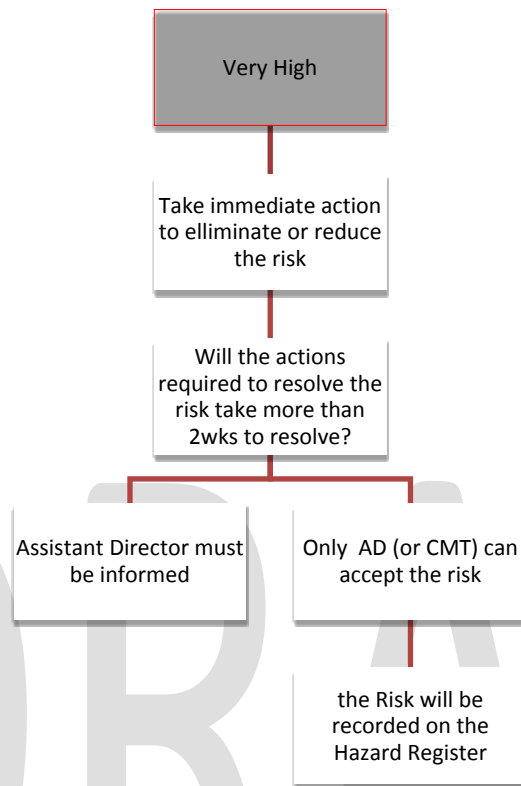 Very High
Take immediate action
to elliminate or reduce
the risk
Will the actions
required to resolve the
risk take more than
2wks to resolve?
Assistant Director must
be informed
Only AD (or CMT) can
accept the risk
the Risk will be
recorded on the
Hazard Register